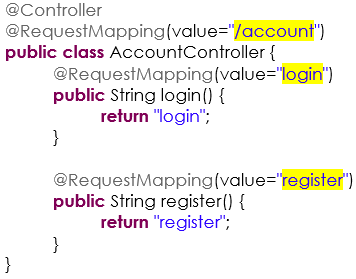 @Controller
@RequestMapping(value="/account")
public class AccountController {
@RequestMapping(value="login")
public String login() {
return "login";
}
@RequestMapping(value="register")
public String register() {
return "register";
}
}